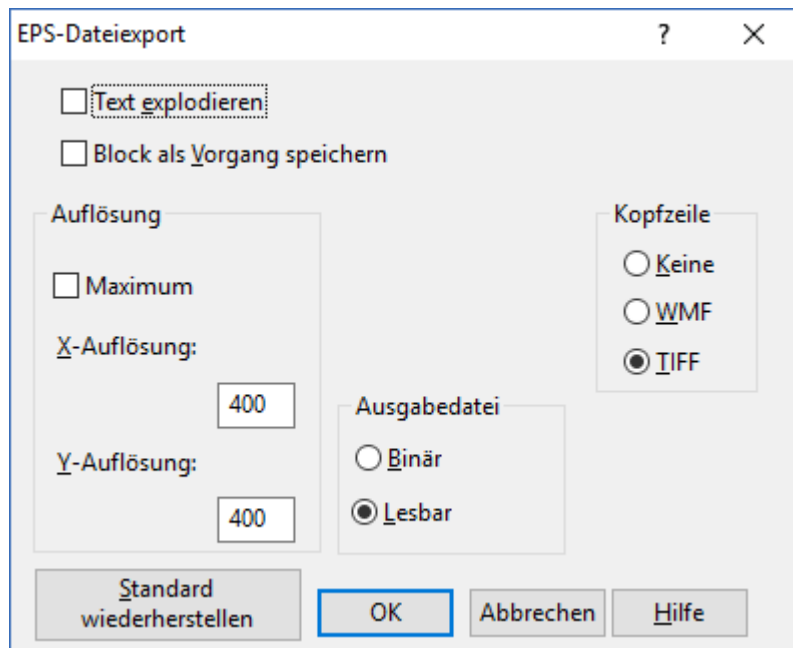 EPS-Dateiexport
?
Text explodieren
Block als Vorgang speichern
Auflösung
Maximum
X-Auflösung:
400
Y-Auflösung:
400
Ausgabedatei
Binär
Lesbar
Kopfzeile
Keine
WMF
TIFF
Standard
wiederherstellen
OK
Abbrechen
Hilfe